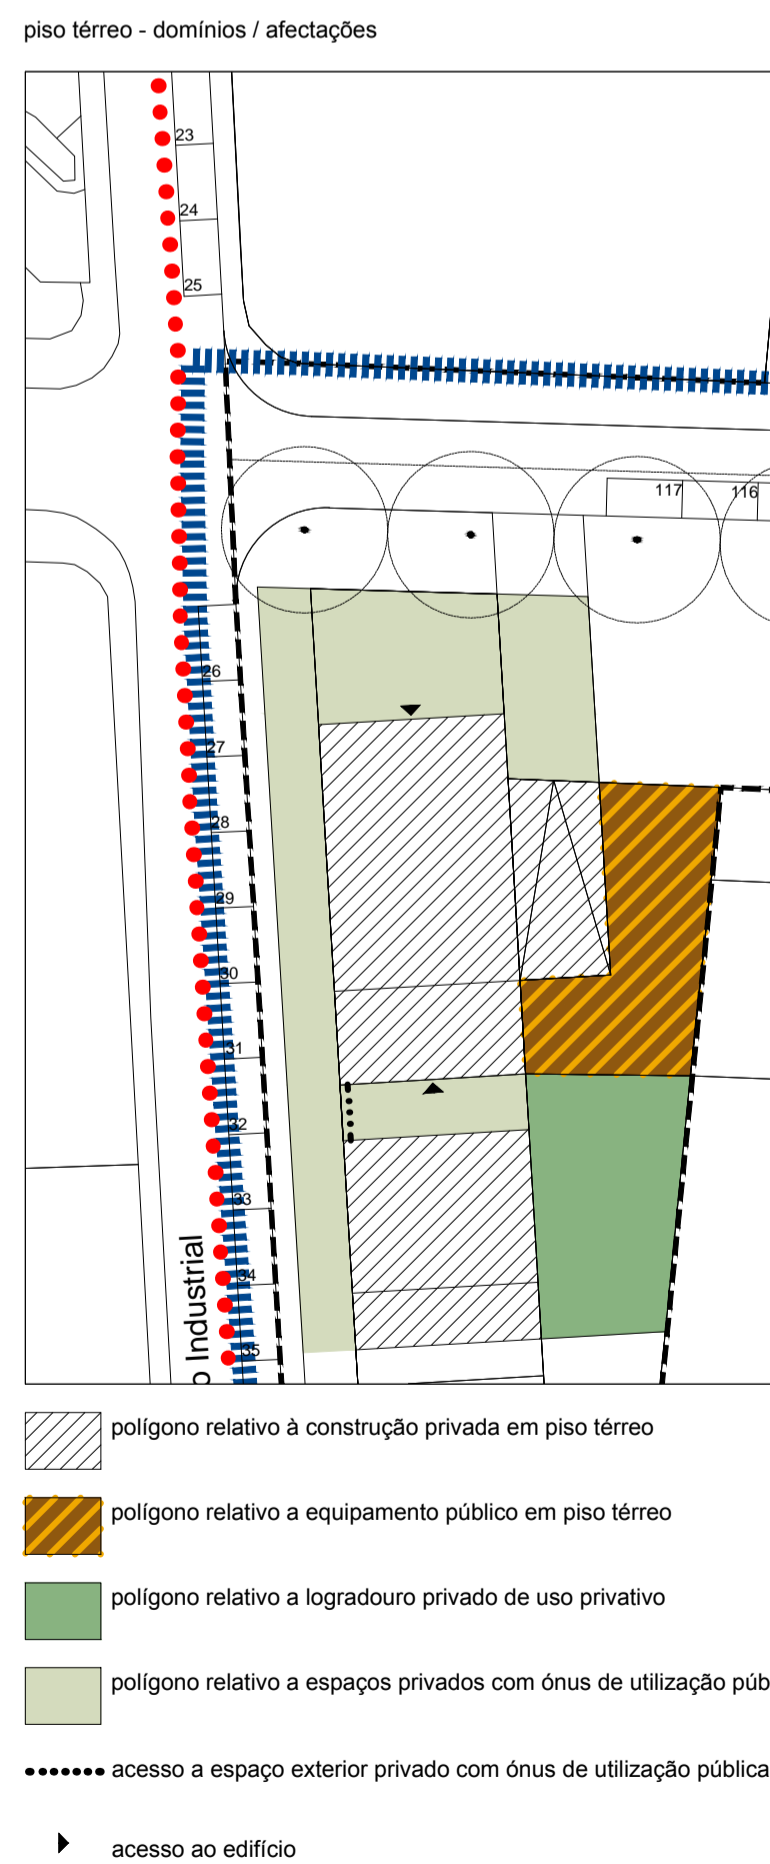 piso térreo - domínios / afectações
23
24
25
117
116
26
27
28
29
30
31
32
33
34
35
o Industrial
polígono relativo à construção privada em piso térreo
polígono relativo a equipamento público em piso térreo
polígono relativo a logradouro privado de uso privativo
polígono relativo a espaços privados com ónus de utilização púb
acesso a espaço exterior privado com ónus de utilização pública
acesso ao edifício